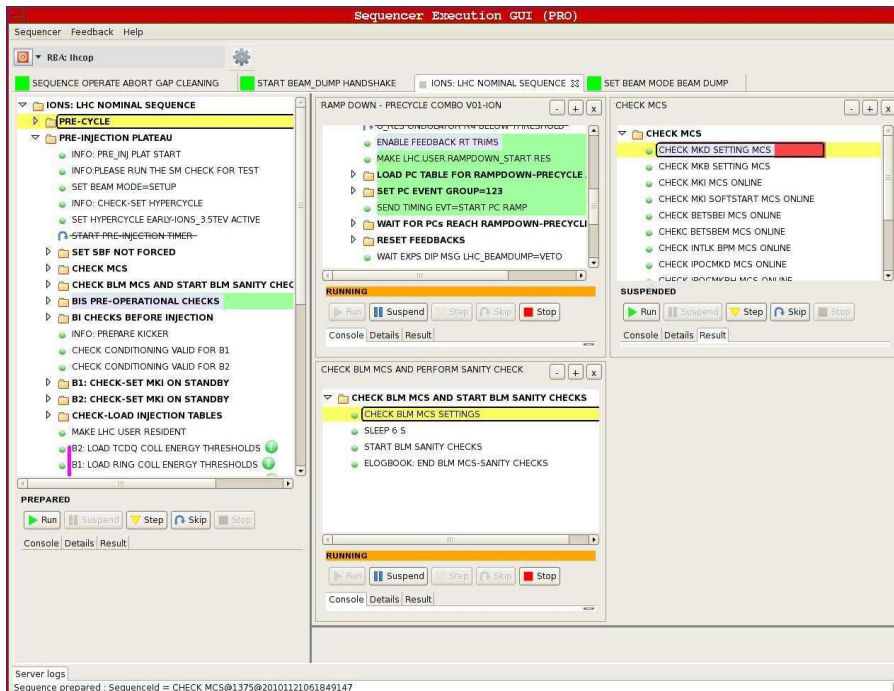 Sequencer Execution GUI (PRO)
Sequencer Feedback Help
RBA: lhcop
SEQUENCE OPERATE ABORT GAP CLEANING
START BEAM_DUMP HANDSHAKE
IONS: LHC NOMINAL SEQUENCE
SET BEAM MODE BEAM DUMP
IONS: LHC NOMINAL SEQUENCE
PRE-CYCLE
PRE-INJECTION PLATEAU
INFO: PRE_INJ PLAT START
INFO:PLEASE RUN THE SM CHECK FOR TEST
SET BEAM MODE=SETUP
INFO: CHECK-SET HYPERCYCLE
SET HYPERCYCLE EARLY-IONS_3.5TEV ACTIVE
START PRE-INJECTION TIMER
SET SBF NOT FORCED
CHECK MCS
CHECK BLM MCS AND START BLM SANITY CHEC
BIS PRE-OPERATIONAL CHECKS
BI CHECKS BEFORE INJECTION
INFO: PREPARE KICKER
CHECK CONDITIONING VALID FOR B1
CHECK CONDITIONING VALID FOR B2
B1: CHECK-SET MKI ON STANDBY
B2: CHECK-SET MKI ON STANDBY
CHECK-LOAD INJECTION TABLES
MAKE LHC USER RESIDENT
B2: LOAD TCDQ COLL ENERGY THRESHOLDS
B1: LOAD RING COLL ENERGY THRESHOLDS
PREPARED
Run Suspend Step Skip Stop
Console Details Result
RAMP DOWN - PRECYCLE COMBO V01-ION
- + x
ENABLE FEEDBACK RT TRIMS
MAKE LHC.USER.RAMPDOWN_START RES
LOAD PC TABLE FOR RAMPDOWN-PRECYCLE
SET PC EVENT GROUP=123
SEND TIMING EVT=START PC RAMP
WAIT FOR PCs REACH RAMPDOWN-PRECYCLI
RESET FEEDBACKS
WAIT EXPS DIP MSG LHC_BEAMDUMP=VETO
RUNNING
Run Suspend Step Skip Stop
Console Details Result
CHECK MCS
- + x
CHECK MCS
CHECK MKD SETTING MCS
CHECK MKB SETTING MCS
CHECK MKI MCS ONLINE
CHECK MKI SOFTSTART MCS ONLINE
CHECK BETSBEI MCS ONLINE
CHEKC BETSBEM MCS ONLINE
CHECK INTLK BPM MCS ONLINE
CHECK IPOCMKD MCS ONLINE
CHECK IPOCMKBH MCS ONLINE
SUSPENDED
Run Suspend Step Skip Stop
Console Details Result
CHECK BLM MCS AND PERFORM SANITY CHECK
- + x
CHECK BLM MCS AND START BLM SANITY CHECKS
CHECK BLM MCS SETTINGS
SLEEP 6 S
START BLM SANITY CHECKS
ELOGBOOK: END BLM MCS-SANITY CHECKS
RUNNING
Run Suspend Step Skip Stop
Console Details Result
Server logs
Sequence prepared : SequenceId = CHECK MCS@1375@20101121061849147